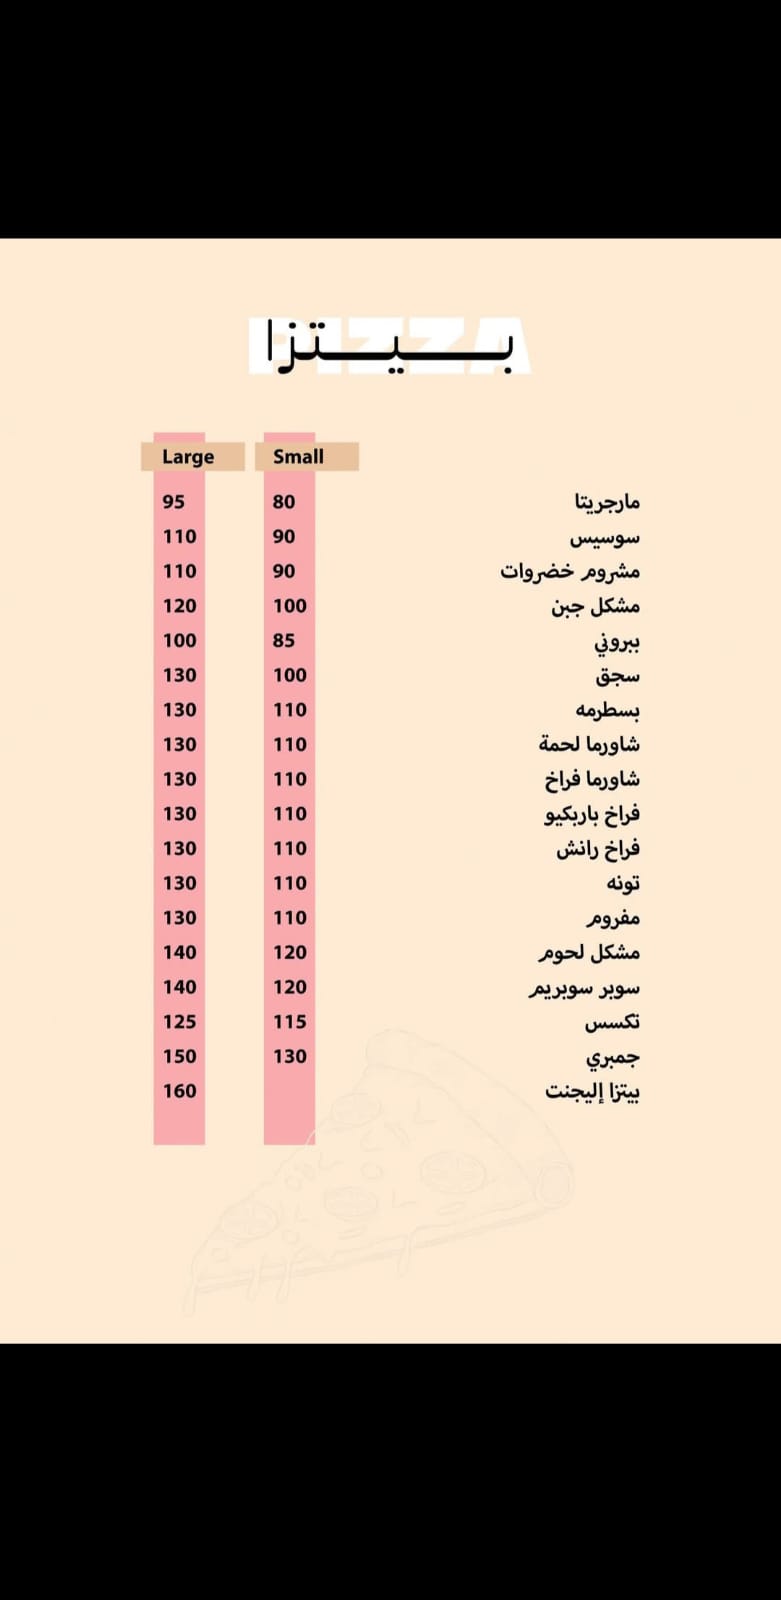 PIZZA
بيتزا
Small Large
مارجريتا 80 95
سوسيس 90 110
مشروم خضروات 90 110
مشكل جبن 100 120
ببروني 85 100
سجق 100 130
بسطرمه 110 130
شاورما لحمة 110 130
شاورما فراخ 110 130
فراخ باربكيو 110 130
فراخ رانش 110 130
تونه 110 130
مفروم 110 130
مشكل لحوم 120 140
سوبر سوبريم 120 140
تكسس 115 125
جمبري 130 150
بيتزا إليجنت 160